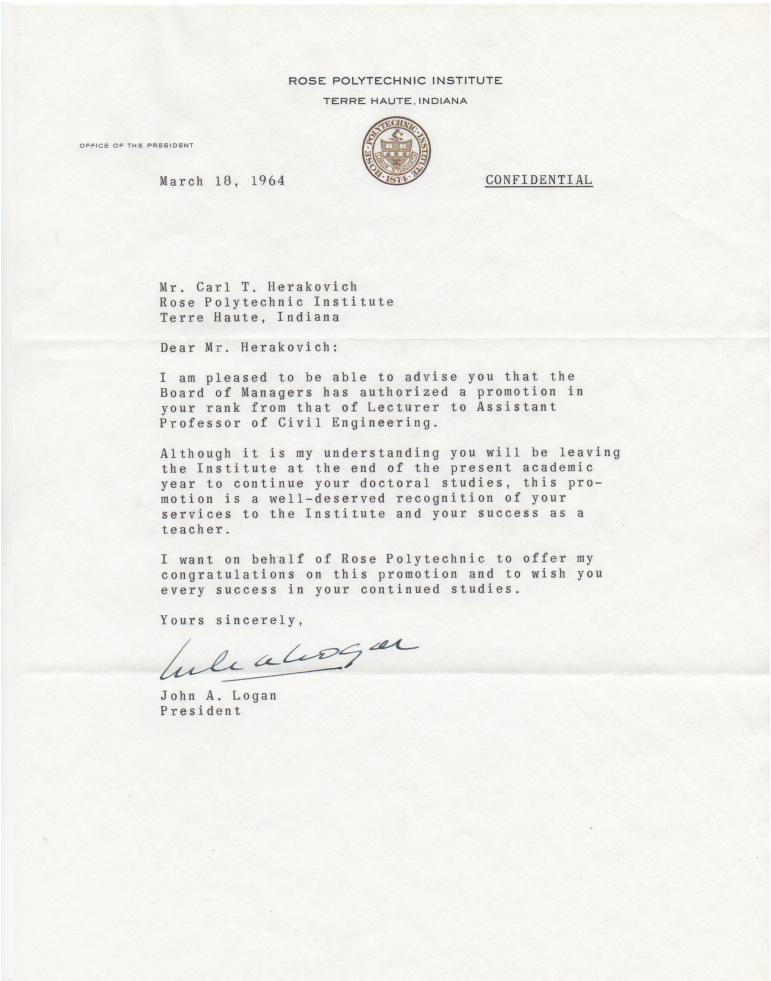 ROSE POLYTECHNIC INSTITUTE
TERRE HAUTE, INDIANA
ROSE · POLYTECHNIC · INSTITUTE · 1874 ·
OFFICE OF THE PRESIDENT
March 18, 1964
CONFIDENTIAL
Mr. Carl T. Herakovich
Rose Polytechnic Institute
Terre Haute, Indiana
Dear Mr. Herakovich:
I am pleased to be able to advise you that the
Board of Managers has authorized a promotion in
your rank from that of Lecturer to Assistant
Professor of Civil Engineering.
Although it is my understanding you will be leaving
the Institute at the end of the present academic
year to continue your doctoral studies, this pro-
motion is a well-deserved recognition of your
services to the Institute and your success as a
teacher.
I want on behalf of Rose Polytechnic to offer my
congratulations on this promotion and to wish you
every success in your continued studies.
Yours sincerely,
John A. Logan
President